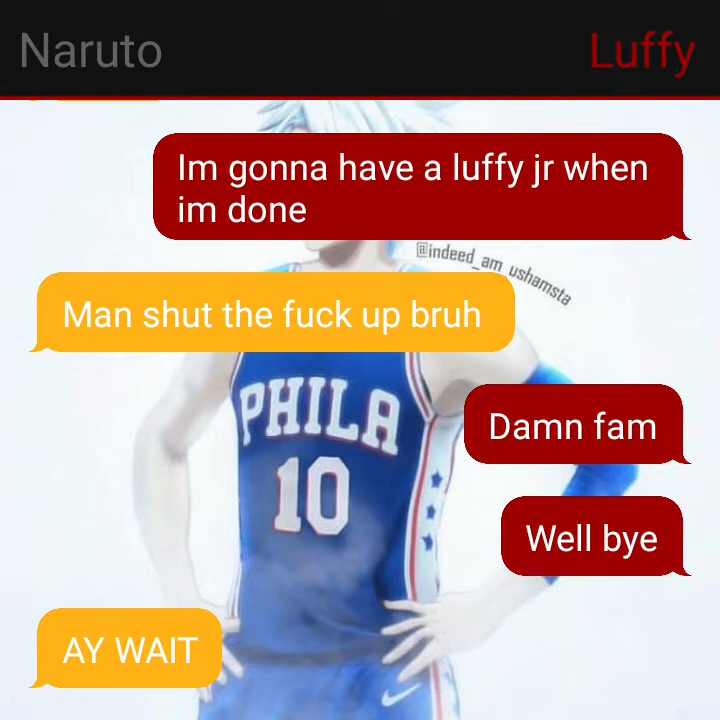 Naruto
Luffy
Im gonna have a luffy jr when
im done
@indeed_am_ushamsta
Man shut the fuck up bruh
PHILA
10
Damn fam
Well bye
AY WAIT